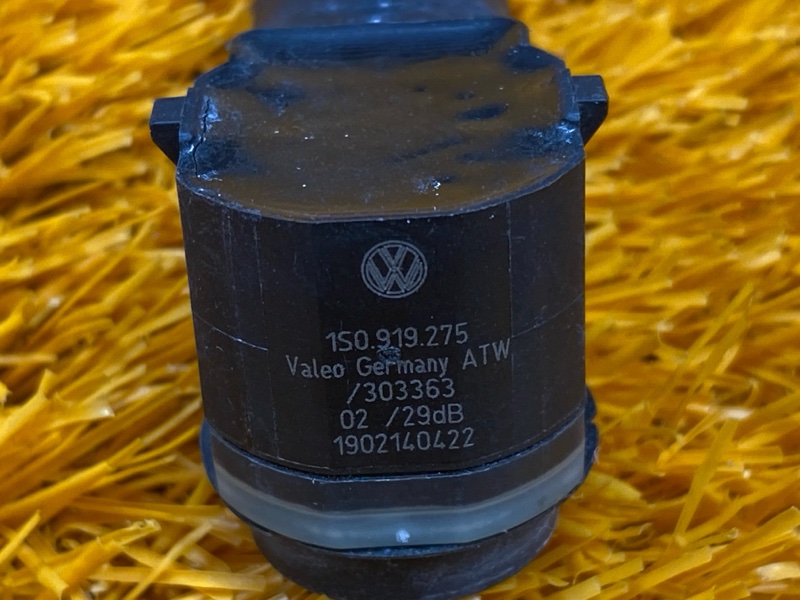 1S0.919.275
Valeo Germany ATW
/303363
02 /29dB
1902140422